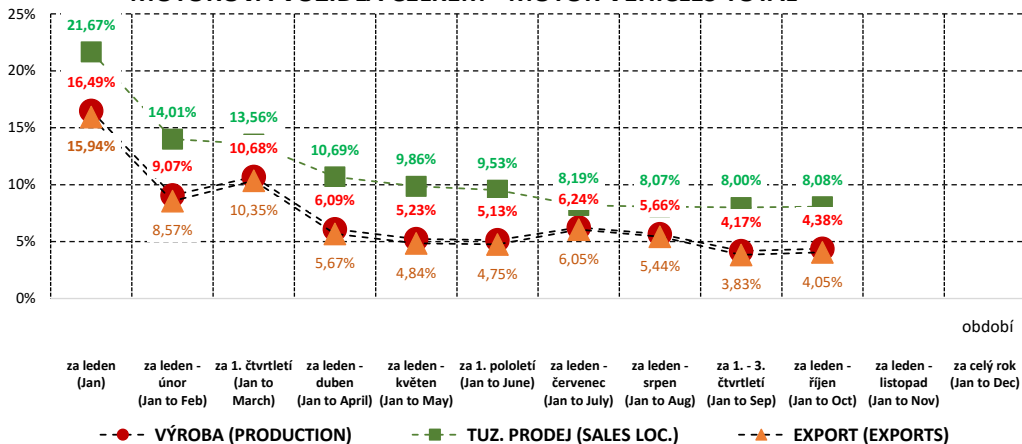 MOTOROVÁ VOZIDLA CELKEM - MOTOR VEHICLES TOTAL
25%
20%
15%
10%
5%
0%
21,67% 14,01% 13,56% 10,69% 9,86% 9,53% 8,19% 8,07% 8,00% 8,08%
16,49% 9,07% 10,68% 6,09% 5,23% 5,13% 6,24% 5,66% 4,17% 4,38%
15,94% 8,57% 10,35% 5,67% 4,84% 4,75% 6,05% 5,44% 3,83% 4,05%
období
za leden
(Jan)
za leden -
únor
(Jan to Feb)
za 1. čtvrtletí
(Jan to
March)
za leden -
duben
(Jan to April)
za leden -
květen
(Jan to May)
za 1. pololetí
(Jan to June)
za leden -
červenec
(Jan to July)
za leden -
srpen
(Jan to Aug)
za 1. - 3.
čtvrtletí
(Jan to Sep)
za leden -
říjen
(Jan to Oct)
za leden -
listopad
(Jan to Nov)
za celý rok
(Jan to Dec)
VÝROBA (PRODUCTION)
TUZ. PRODEJ (SALES LOC.)
EXPORT (EXPORTS)